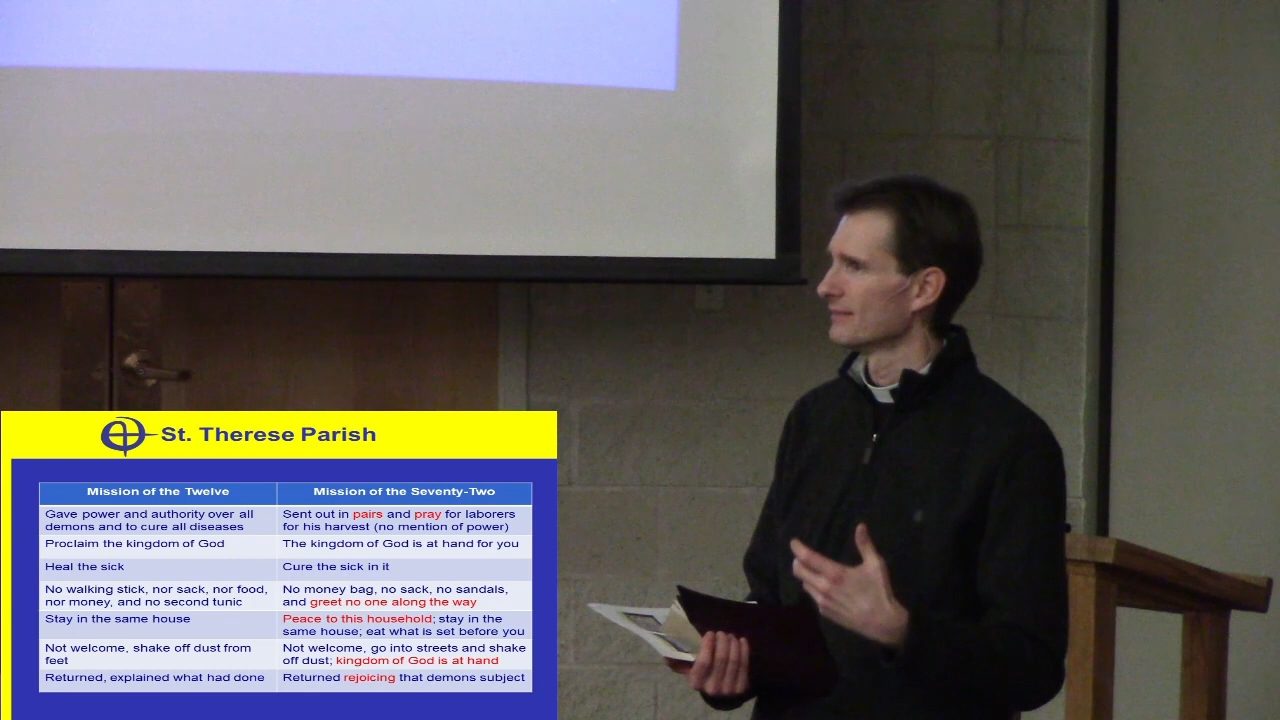 St. Therese Parish
Mission of the Twelve
Mission of the Seventy-Two
Gave power and authority over all
demons and to cure all diseases
Sent out in pairs and pray for laborers
for his harvest (no mention of power)
Proclaim the kingdom of God
The kingdom of God is at hand for you
Heal the sick
Cure the sick in it
No walking stick, nor sack, nor food,
nor money, and no second tunic
No money bag, no sack, no sandals,
and greet no one along the way
Stay in the same house
Peace to this household; stay in the
same house; eat what is set before you
Not welcome, shake off dust from
feet
Not welcome, go into streets and shake
off dust; kingdom of God is at hand
Returned, explained what had done
Returned rejoicing that demons subject